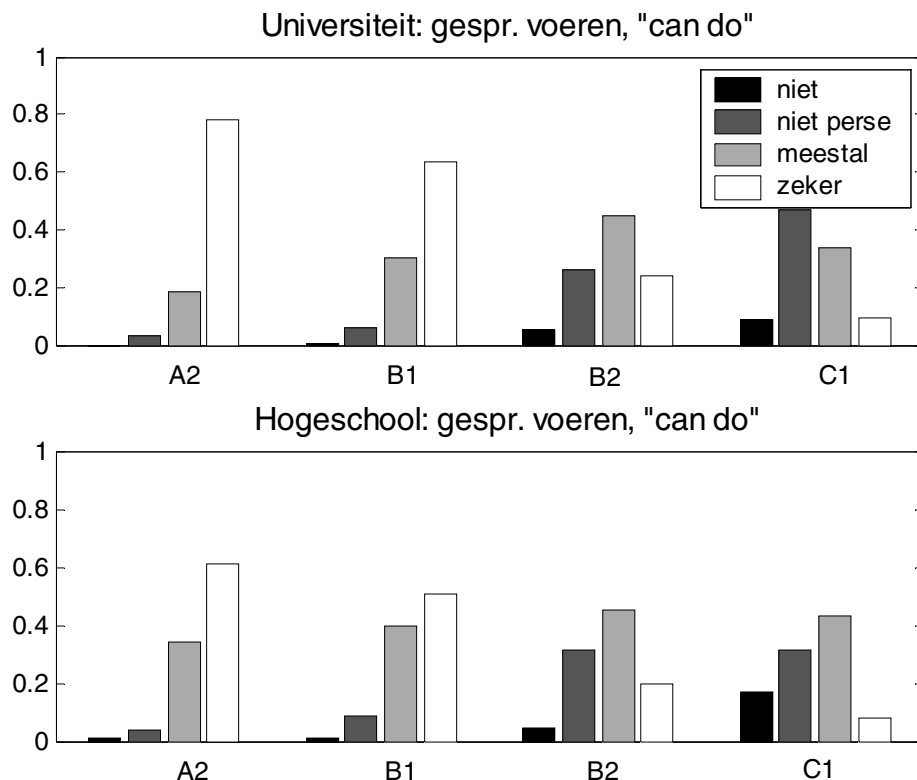 Universiteit: gespr. voeren, "can do"
1
0.8
0.6
0.4
0.2
0
niet
niet perse
meestal
zeker
A2 B1 B2 C1
Hogeschool: gespr. voeren, "can do"
1
0.8
0.6
0.4
0.2
0
A2 B1 B2 C1